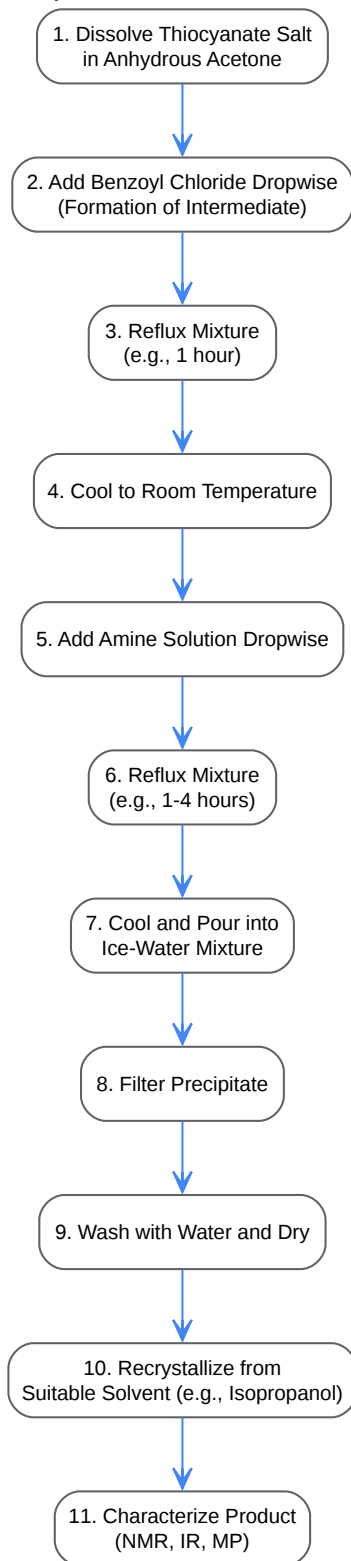 1. Dissolve Thiocyanate Salt
in Anhydrous Acetone
2. Add Benzoyl Chloride Dropwise
(Formation of Intermediate)
3. Reflux Mixture
(e.g., 1 hour)
4. Cool to Room Temperature
5. Add Amine Solution Dropwise
6. Reflux Mixture
(e.g., 1-4 hours)
7. Cool and Pour into
Ice-Water Mixture
8. Filter Precipitate
9. Wash with Water and Dry
10. Recrystallize from
Suitable Solvent (e.g., Isopropanol)
11. Characterize Product
(NMR, IR, MP)